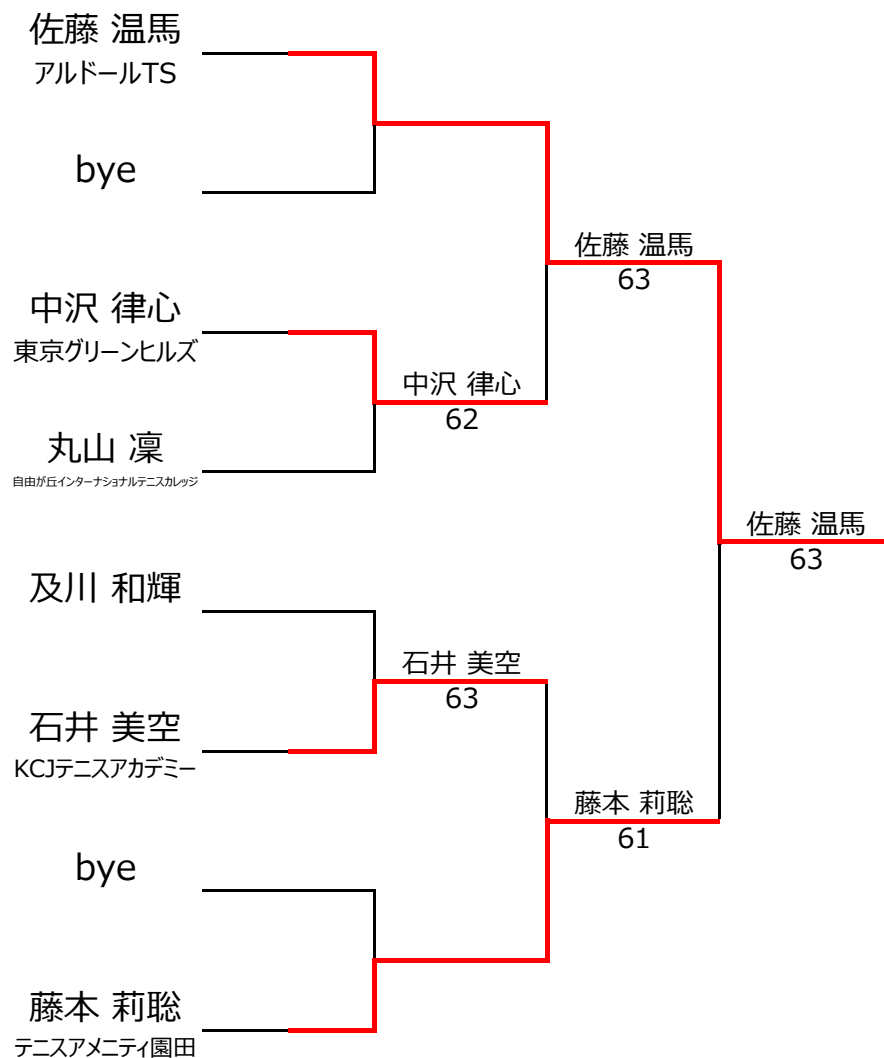 佐藤 温馬
アルドールTS
bye
中沢 律心
東京グリーンヒルズ
丸山 凜
自由が丘インターナショナルテニスカレッジ
及川 和輝
石井 美空
KCJテニスアカデミー
bye
藤本 莉聡
テニスアメニティ園田
中沢 律心
62
石井 美空
63
佐藤 温馬
63
藤本 莉聡
61
佐藤 温馬
63